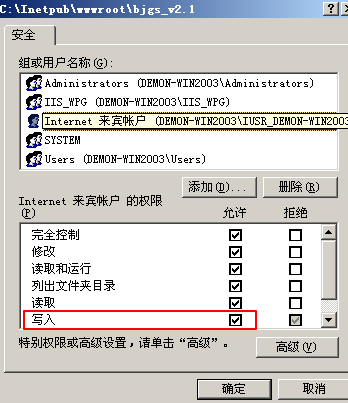 C:\Inetpub\wwwroot\bjgs_v2.1
安全
组或用户名称(G):
Administrators (DEMON-WIN2003\Administrators)
IIS_WPG (DEMON-WIN2003\IIS_WPG)
Internet 来宾帐户 (DEMON-WIN2003\IUSR_DEMON-WIN2003
SYSTEM
Users (DEMON-WIN2003\Users)
添加(D)... 删除(R)
Internet 来宾帐户 的权限
(P) 允许 拒绝
完全控制
修改
读取和运行
列出文件夹目录
读取
写入
特别权限或高级设置，请单击“高级”。
高级(V)
确定 取消